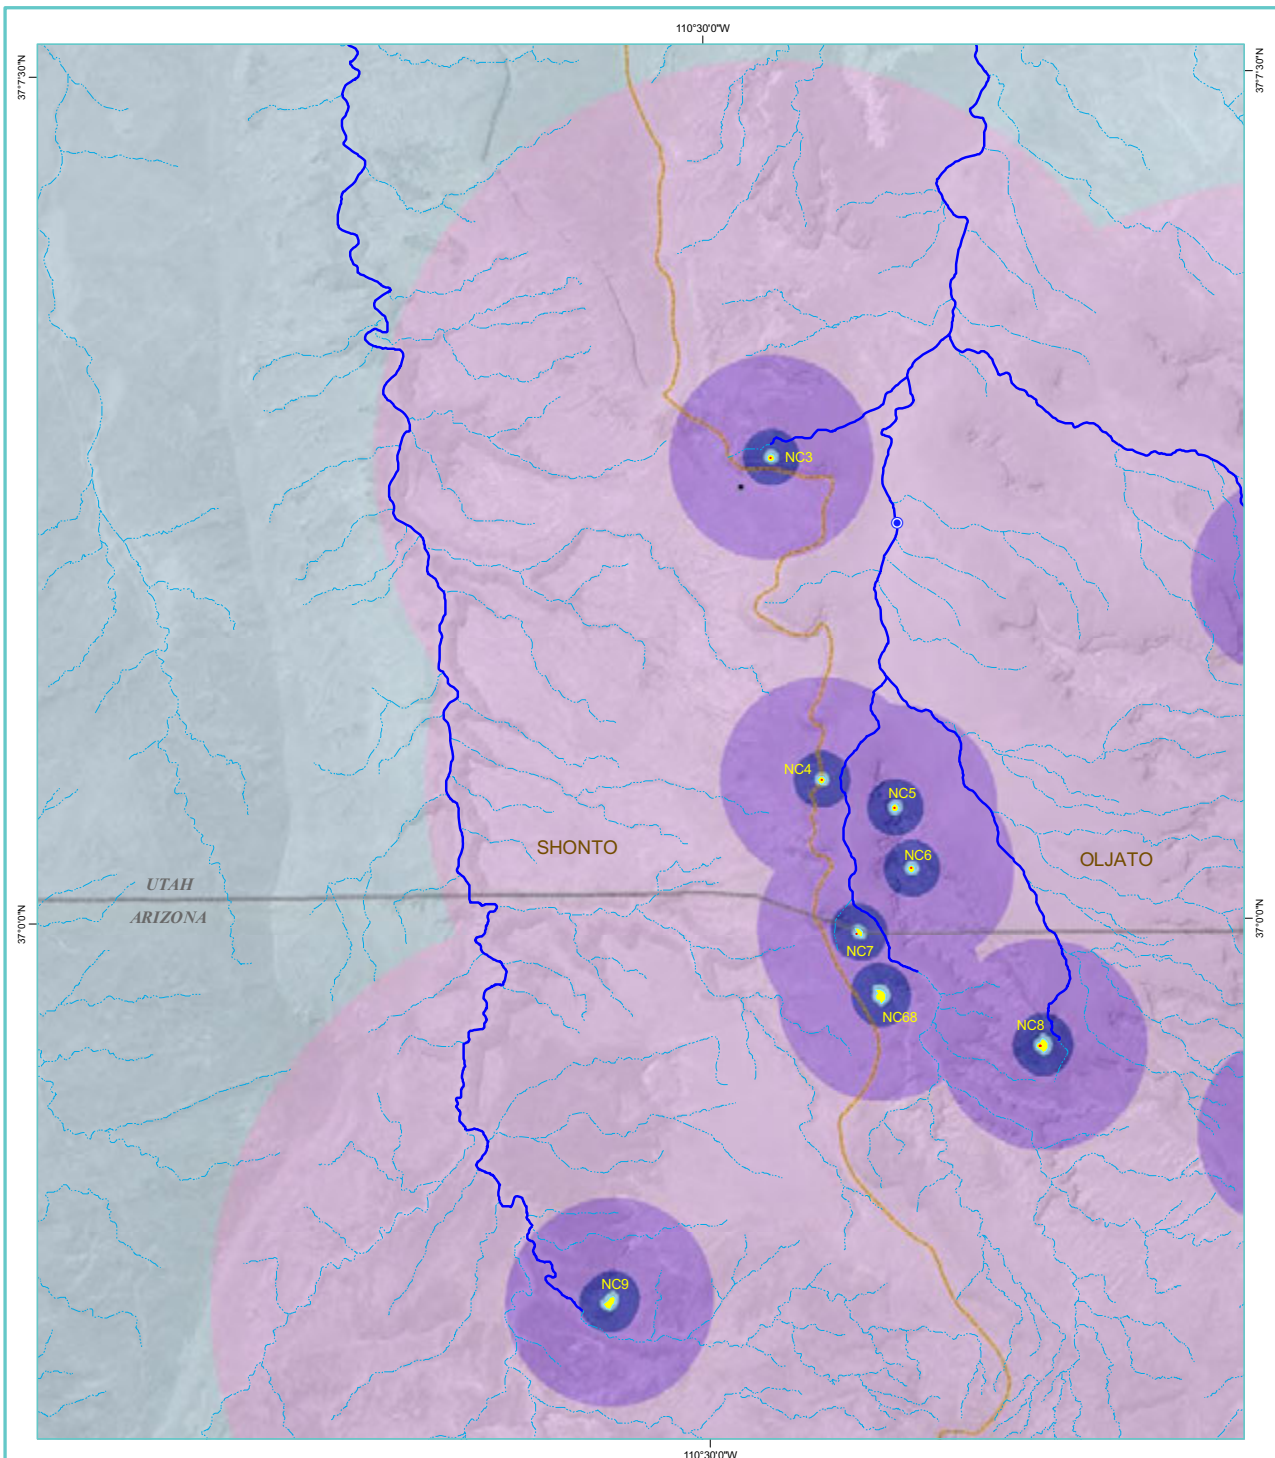 110°30'0"W
37°7'30"N
37°7'30"N
NC3
NC4
NC5
SHONTO
NC6
OLJATO
UTAH
ARIZONA
37°0'0"N
37°0'0"N
NC7
NC68
NC8
NC9
110°30'0"W